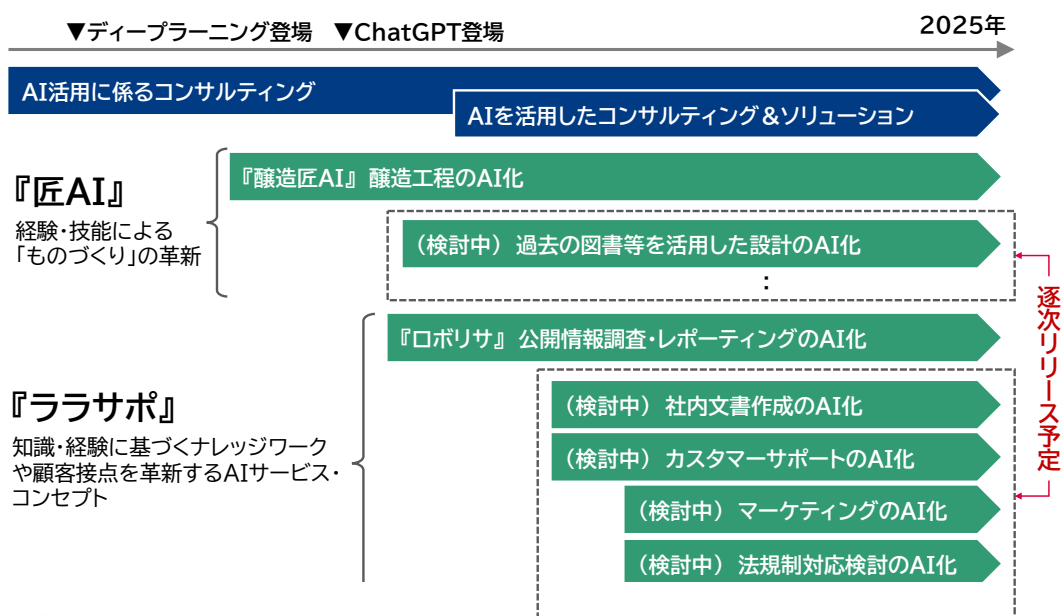 ▼ディープラーニング登場 ▼ChatGPT登場
2025年
AI活用に係るコンサルティング
AIを活用したコンサルティング&ソリューション
『匠AI』
経験・技能による
「ものづくり」の革新
『醸造匠AI』 醸造工程のAI化
(検討中) 過去の図書等を活用した設計のAI化
:
『ララサポ』
知識・経験に基づくナレッジワーク
や顧客接点を革新するAIサービス・
コンセプト
『ロボリサ』 公開情報調査・レポーティングのAI化
(検討中) 社内文書作成のAI化
(検討中) カスタマーサポートのAI化
(検討中) マーケティングのAI化
(検討中) 法規制対応検討のAI化
逐次リリース予定